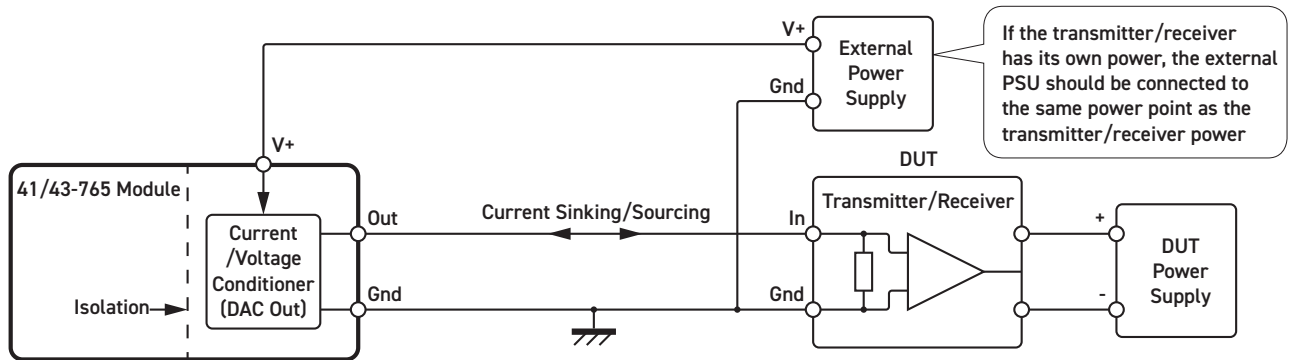 V+
External
Power
Supply
Gnd
If the transmitter/receiver
has its own power, the external
PSU should be connected to
the same power point as the
transmitter/receiver power
V+
41/43-765 Module
Current
/Voltage
Conditioner
(DAC Out)
Isolation
Out
Gnd
Current Sinking/Sourcing
DUT
Transmitter/Receiver
In
Gnd
+
-
DUT
Power
Supply